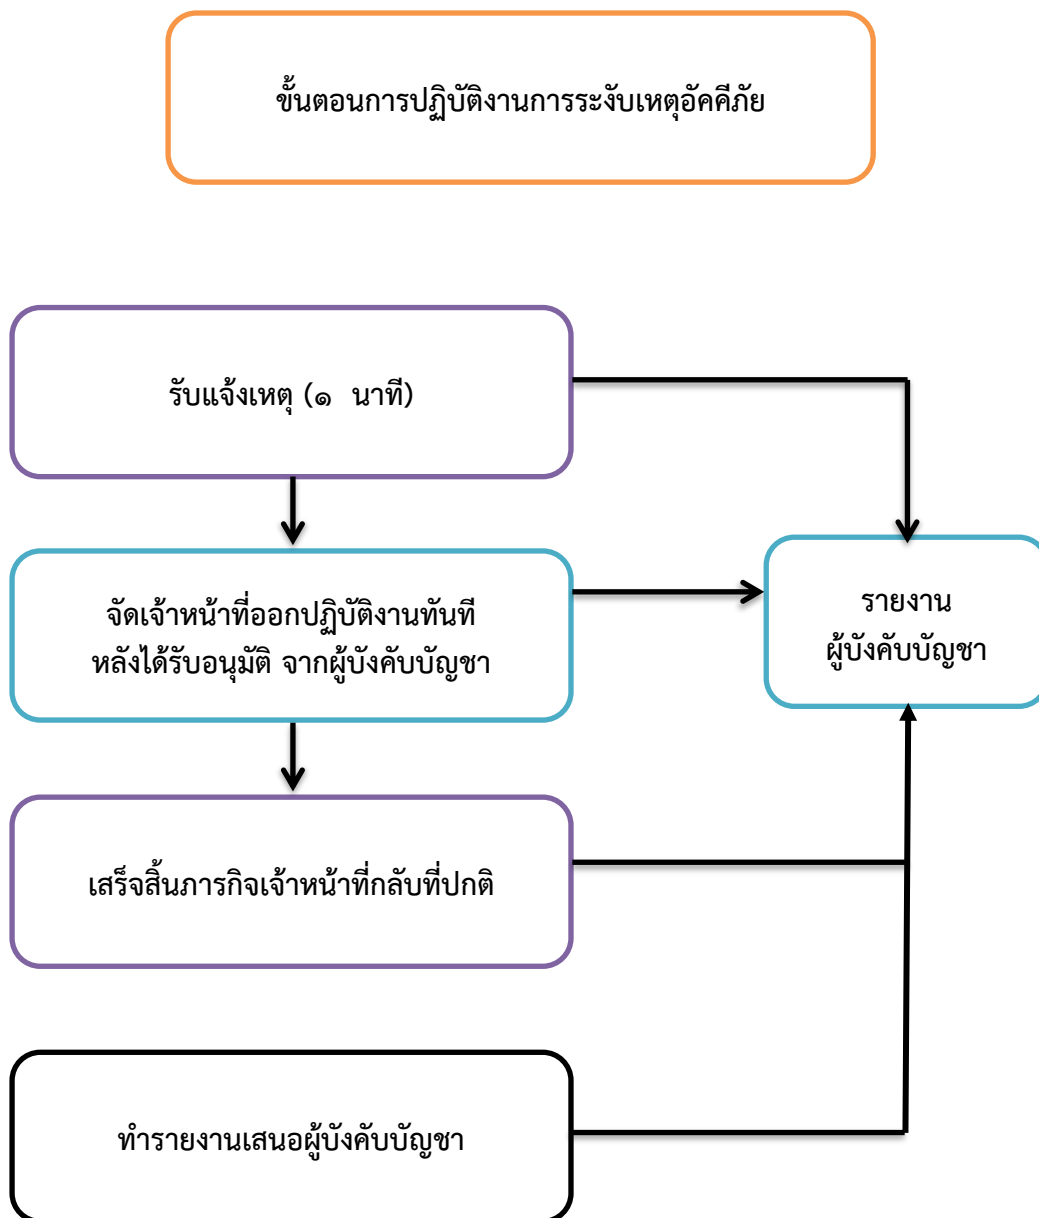 ขั้นตอนการปฏิบัติงานการระงับเหตุอัคคีภัย
รับแจ้งเหตุ (๑ นาที)
จัดเจ้าหน้าที่ออกปฏิบัติงานทันที
หลังได้รับอนุมัติ จากผู้บังคับบัญชา
รายงาน
ผู้บังคับบัญชา
เสร็จสิ้นภารกิจเจ้าหน้าที่กลับที่ปกติ
ทำรายงานเสนอผู้บังคับบัญชา